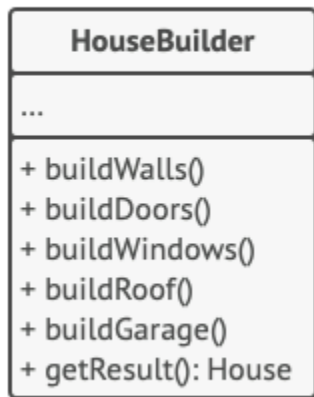 HouseBuilder
...
+ buildWalls()
+ buildDoors()
+ buildWindows()
+ buildRoof()
+ buildGarage()
+ getResult(): House